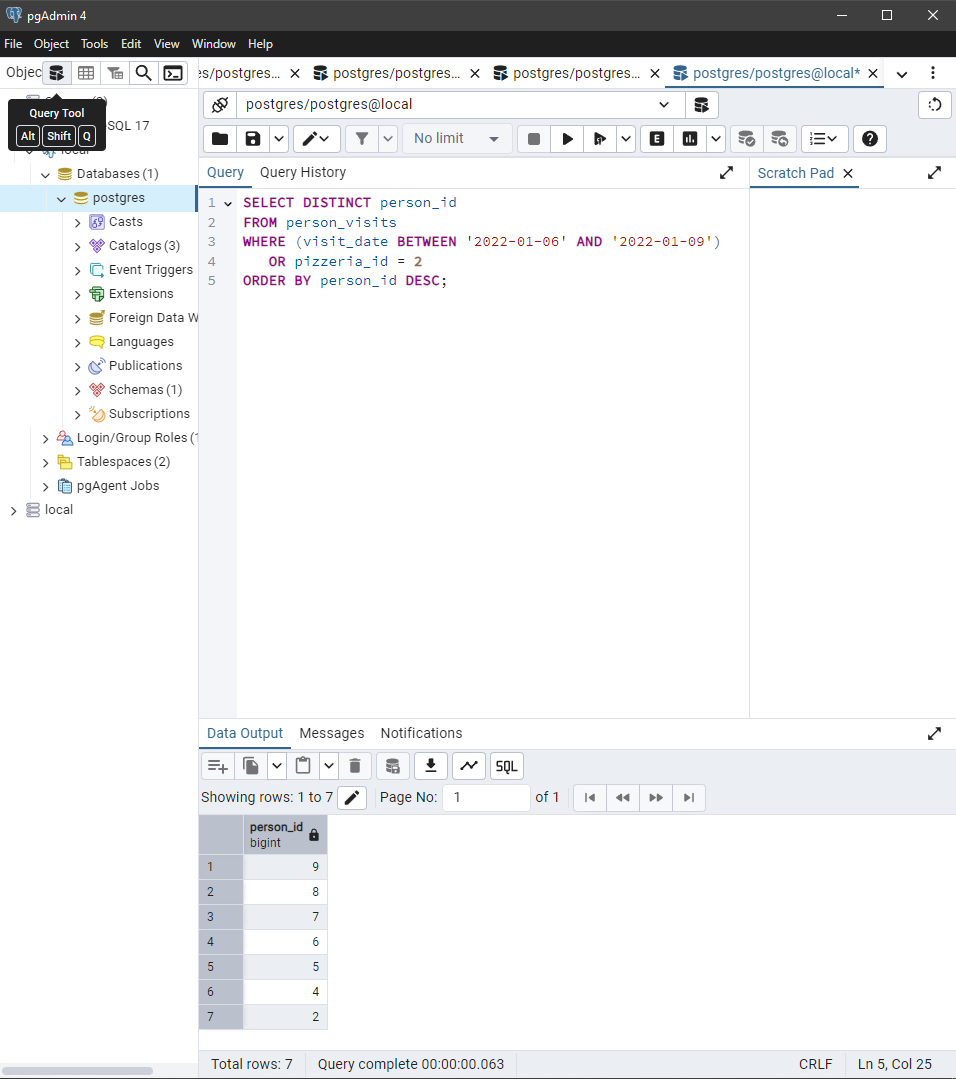 pgAdmin 4
File Object Tools Edit View Window Help
Objec
es/postgres... postgres/postgres... postgres/postgres... postgres/postgres@local*
Query Tool
Alt Shift Q
SQL 17
local
Databases (1)
postgres
Casts
Catalogs (3)
Event Triggers
Extensions
Foreign Data W
Languages
Publications
Schemas (1)
Subscriptions
Login/Group Roles (1
Tablespaces (2)
pgAgent Jobs
local
postgres/postgres@local
No limit
E
Query Query History
Scratch Pad
1 SELECT DISTINCT person_id
2 FROM person_visits
3 WHERE (visit_date BETWEEN '2022-01-06' AND '2022-01-09')
4 OR pizzeria_id = 2
5 ORDER BY person_id DESC;
Data Output Messages Notifications
SQL
Showing rows: 1 to 7 Page No: 1 of 1
person_id
bigint
1 9
2 8
3 7
4 6
5 5
6 4
7 2
Total rows: 7 Query complete 00:00:00.063 CRLF Ln 5, Col 25